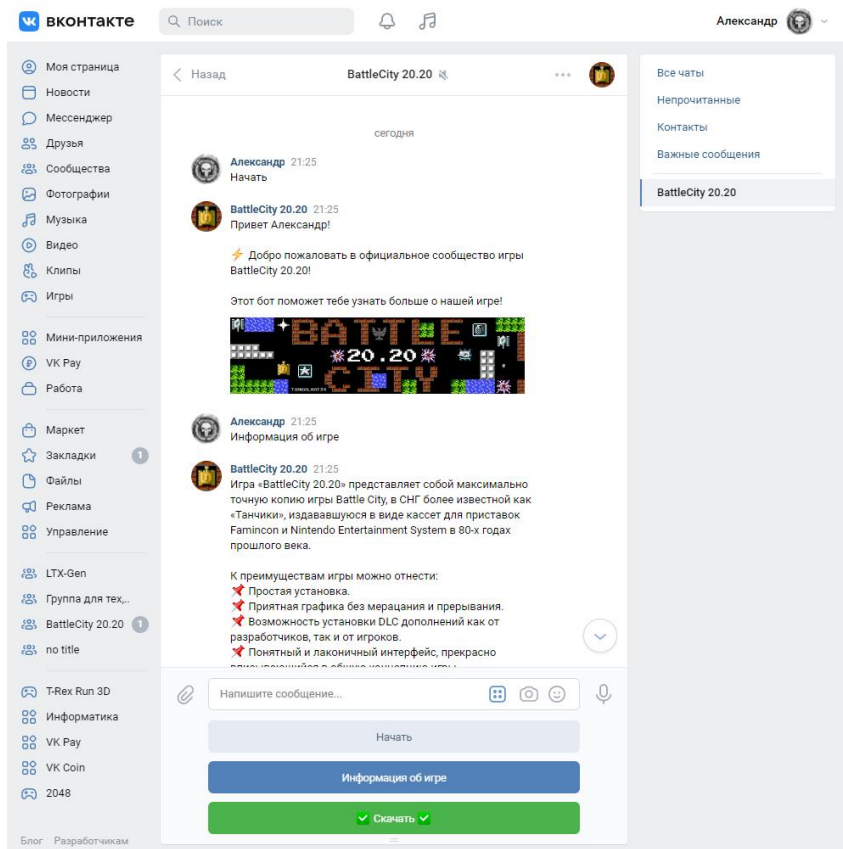 вконтакте
Поиск
Александр
Моя страница
Новости
Мессенджер
Друзья
Сообщества
Фотографии
Музыка
Видео
Клипы
Игры
Мини-приложения
VK Pay
Работа
Маркет
Закладки 1
Файлы
Реклама
Управление
LTX-Gen
Группа для тех,..
BattleCity 20.20 1
no title
T-Rex Run 3D
Информатика
VK Pay
VK Coin
2048
Блог Разработчикам
Назад
BattleCity 20.20
сегодня
Александр 21:25
Начать
BattleCity 20.20 21:25
Привет Александр!
⚡ Добро пожаловать в официальное сообщество игры
BattleCity 20.20!
Этот бот поможет тебе узнать больше о нашей игре!
BATTLE
20.20
CITY
Александр 21:25
Информация об игре
BattleCity 20.20 21:25
Игра «BattleCity 20.20» представляет собой максимально
точную копию игры Battle City, в СНГ более известной как
«Танчики», издававшуюся в виде кассет для приставок
Famincon и Nintendo Entertainment System в 80-х годах
прошлого века.
К преимуществам игры можно отнести:
📌 Простая установка.
📌 Приятная графика без мерацания и прерывания.
📌 Возможность установки DLC дополнений как от
разработчиков, так и от игроков.
📌 Понятный и лаконичный интерфейс, прекрасно
Напишите сообщение...
Начать
Информация об игре
✅ Скачать ✅
Все чаты
Непрочитанные
Контакты
Важные сообщения
BattleCity 20.20